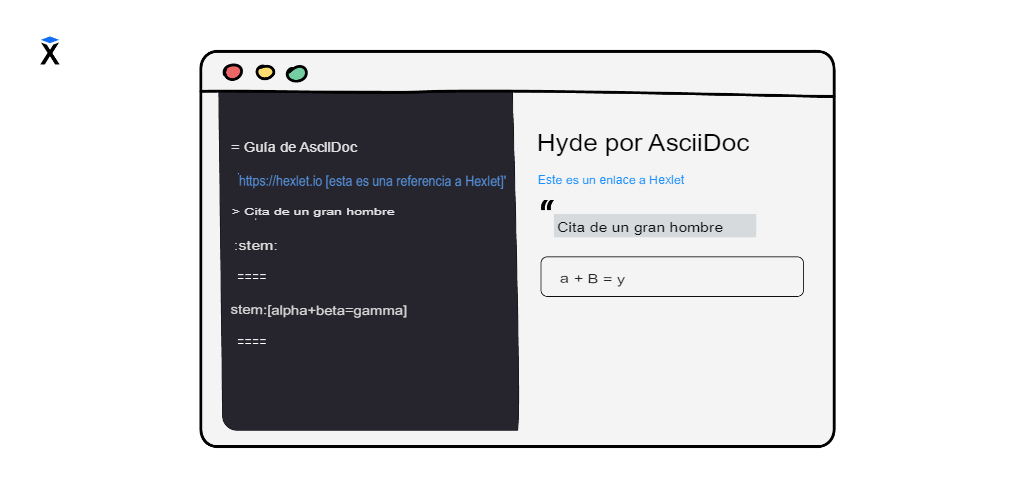 = Guía de AsciiDoc
'https://hexlet.io [esta es una referencia a Hexlet]'
> Cita de un gran hombre
:stem:
====
stem:[alpha+beta=gamma]
====
Hyde por AsciiDoc
Este es un enlace a Hexlet
“
Cita de un gran hombre
a + B = y